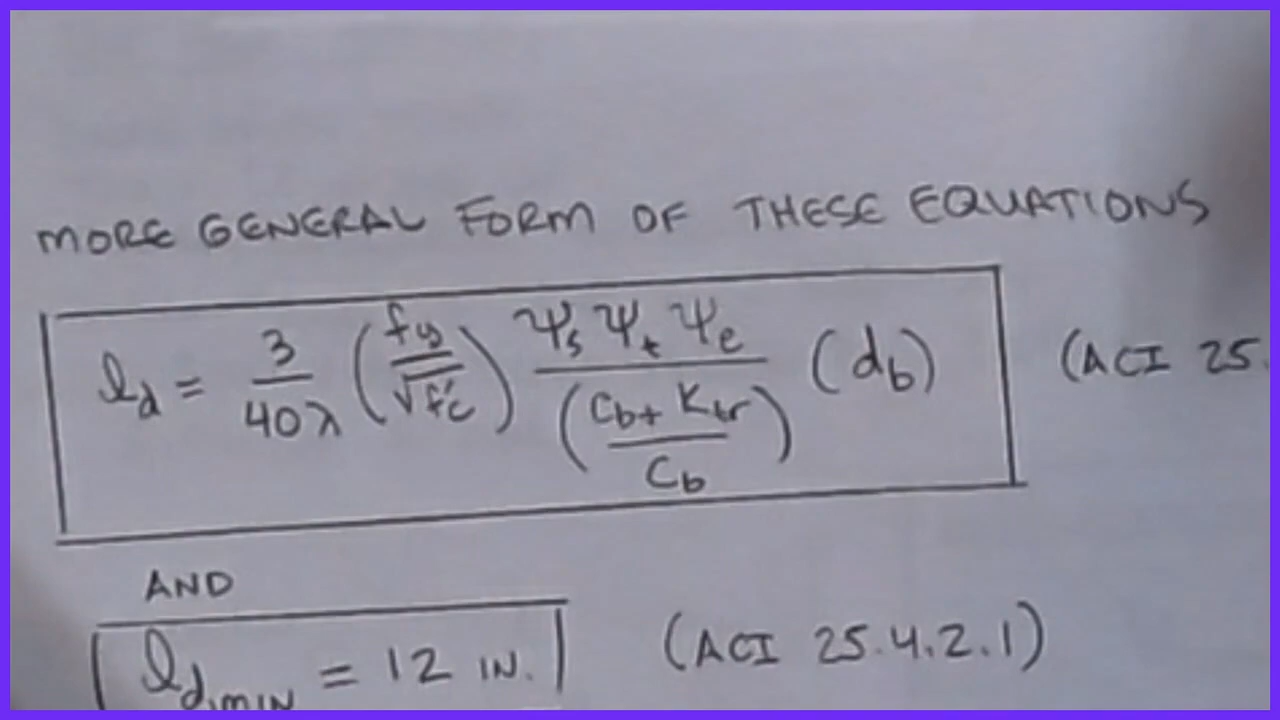 MORE GENERAL FORM OF THESE EQUATIONS
ld = 3/40λ (fy/√f'c) ψs ψt ψe/(cb+ Ktr/cb) (db) (ACI 25.
AND
ld,MIN = 12 IN. (ACI 25.4.2.1)